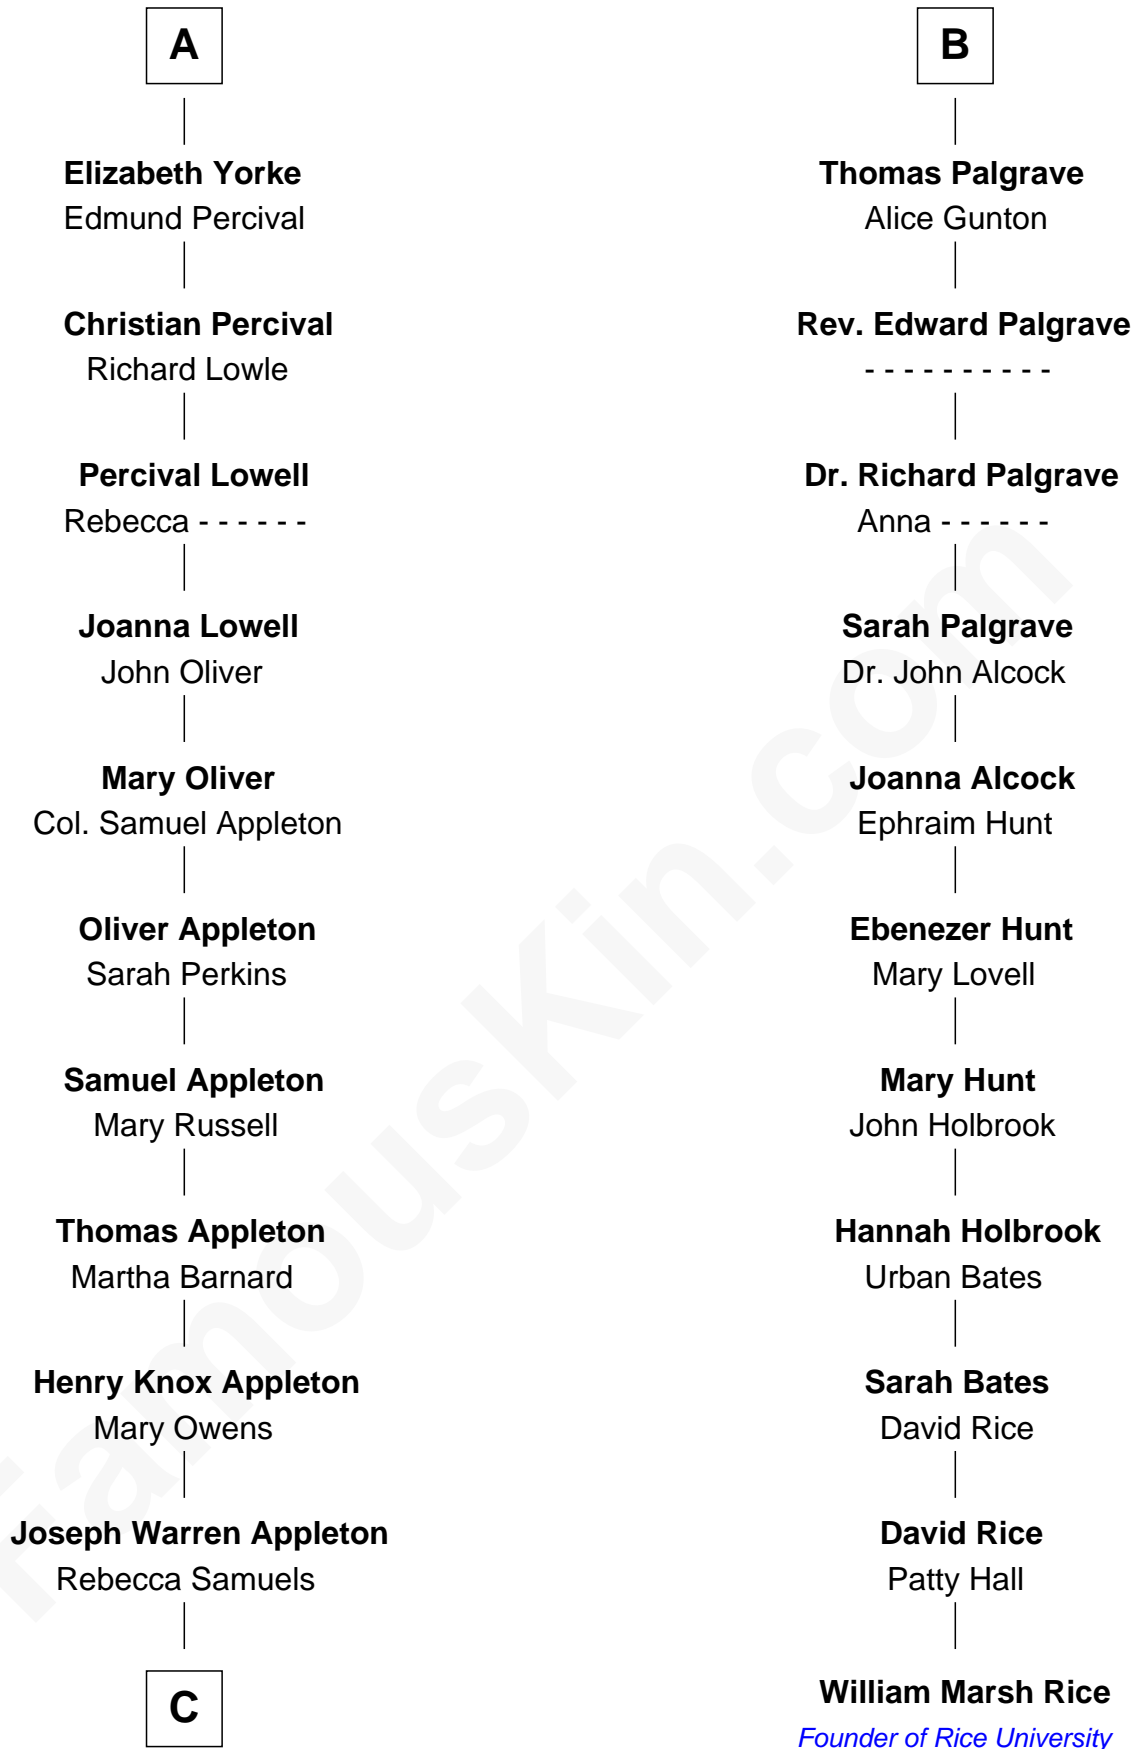 A
Elizabeth Yorke
Edmund Percival
Christian Percival
Richard Lowle
Percival Lowell
Rebecca - - - - - -
Joanna Lowell
John Oliver
Mary Oliver
Col. Samuel Appleton
Oliver Appleton
Sarah Perkins
Samuel Appleton
Mary Russell
Thomas Appleton
Martha Barnard
Henry Knox Appleton
Mary Owens
Joseph Warren Appleton
Rebecca Samuels
C
B
Thomas Palgrave
Alice Gunton
Rev. Edward Palgrave
- - - - - - - - - -
Dr. Richard Palgrave
Anna - - - - - -
Sarah Palgrave
Dr. John Alcock
Joanna Alcock
Ephraim Hunt
Ebenezer Hunt
Mary Lovell
Mary Hunt
John Holbrook
Hannah Holbrook
Urban Bates
Sarah Bates
David Rice
David Rice
Patty Hall
William Marsh Rice
Founder of Rice University
FamousKin.com